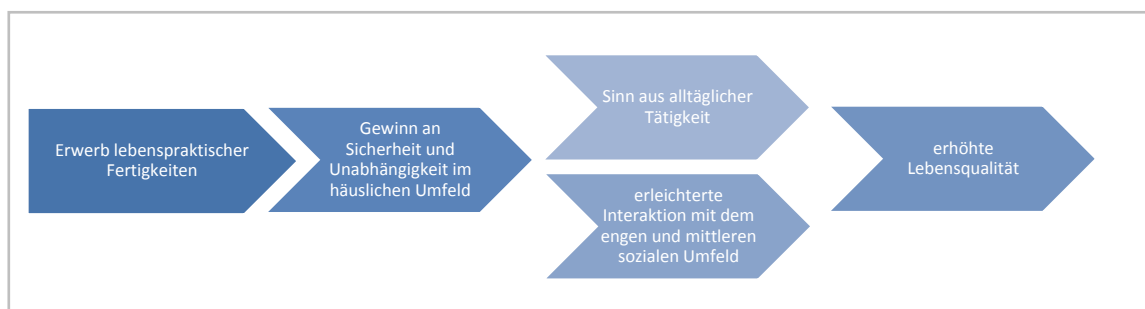 Erwerb lebenspraktischer
Fertigkeiten
Gewinn an
Sicherheit und
Unabhängigkeit im
häuslichen Umfeld
Sinn aus alltäglicher
Tätigkeit
erleichterte
Interaktion mit dem
engen und mittleren
sozialen Umfeld
erhöhte
Lebensqualität